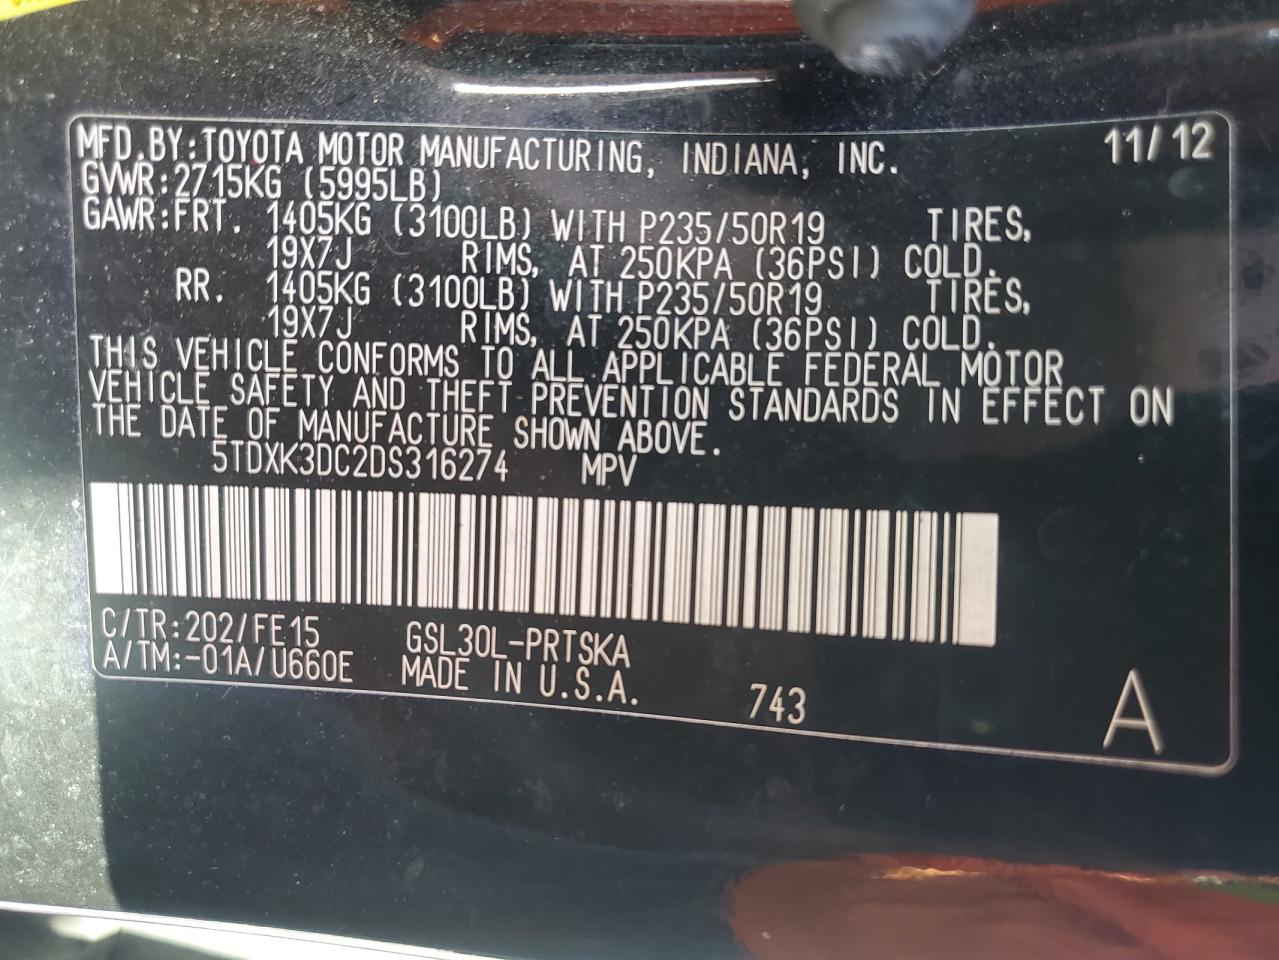 MFD.BY:TOYOTA MOTOR MANUFACTURING, INDIANA, INC. 11/12
GVWR:2715KG (5995LB)
GAWR:FRT. 1405KG (3100LB) WITH P235/50R19 TIRES,
19X7J RIMS, AT 250KPA (36PSI) COLD.
RR. 1405KG (3100LB) WITH P235/50R19 TIRES,
19X7J RIMS, AT 250KPA (36PSI) COLD.
THIS VEHICLE CONFORMS TO ALL APPLICABLE FEDERAL MOTOR
VEHICLE SAFETY AND THEFT PREVENTION STANDARDS IN EFFECT ON
THE DATE OF MANUFACTURE SHOWN ABOVE.
5TDXK3DC2DS316274 MPV
C/TR:202/FE15 GSL30L-PRTSKA
A/TM:-01A/U660E MADE IN U.S.A.
743
A